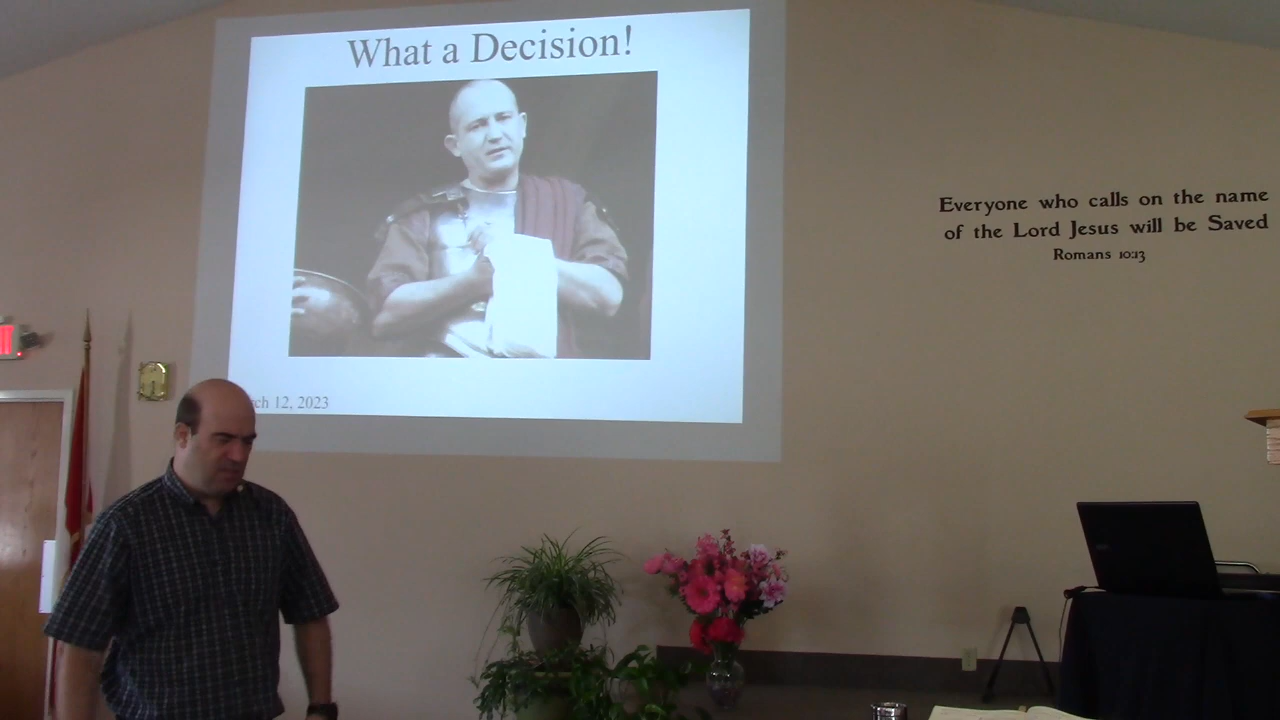 What a Decision!
ch 12, 2023
Everyone who calls on the name
of the Lord Jesus will be Saved
Romans 10:13